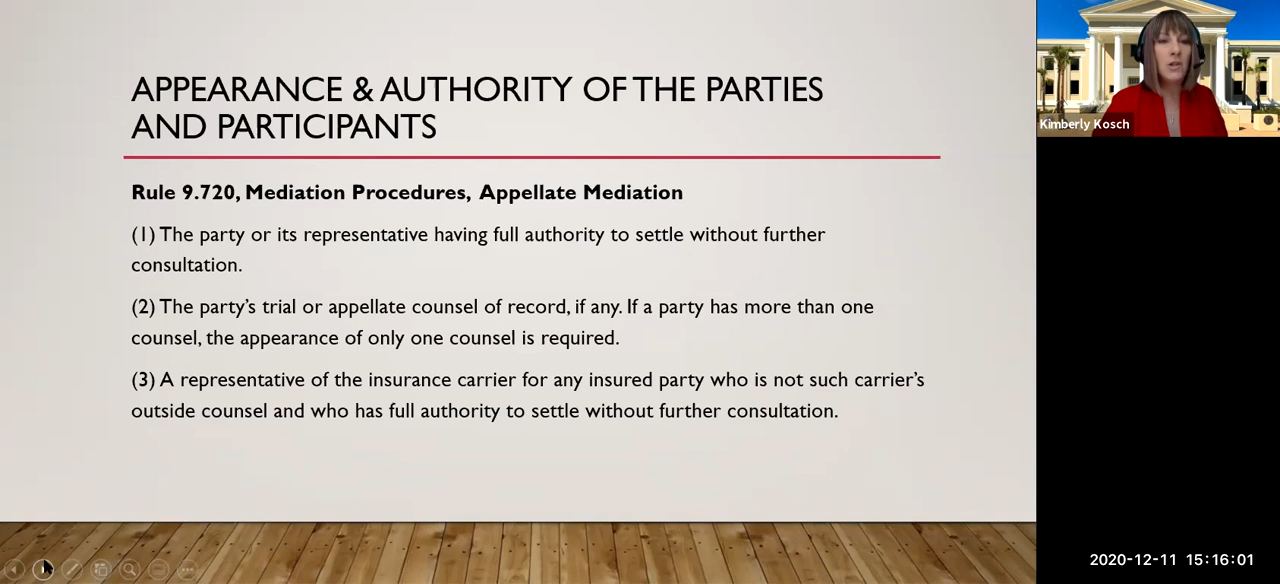 APPEARANCE & AUTHORITY OF THE PARTIES
AND PARTICIPANTS
Rule 9.720, Mediation Procedures, Appellate Mediation
(1) The party or its representative having full authority to settle without further
consultation.
(2) The party’s trial or appellate counsel of record, if any. If a party has more than one
counsel, the appearance of only one counsel is required.
(3) A representative of the insurance carrier for any insured party who is not such carrier’s
outside counsel and who has full authority to settle without further consultation.
Kimberly Kosch
2020-12-11 15:16:01